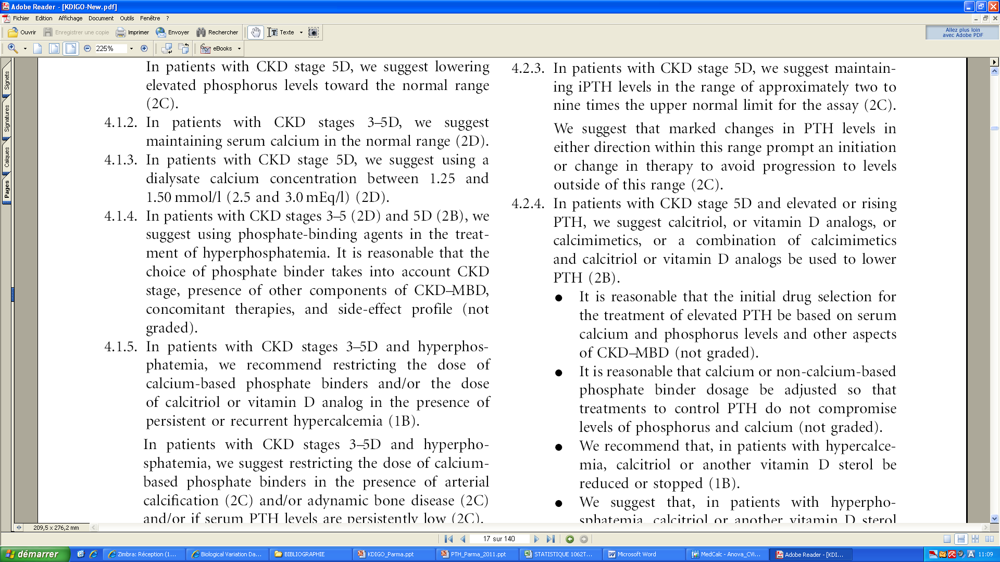 Adobe Reader - [KDIGO-New.pdf]
Fichier Edition Affichage Document Outils Fenêtre ?
Ouvrir Enregistrer une copie Imprimer Envoyer Rechercher Texte
Allez plus loin
avec Adobe PDF
225% eBooks
Signets
Signatures
Calques
Pages
In patients with CKD stage 5D, we suggest lowering
elevated phosphorus levels toward the normal range
(2C).
4.1.2. In patients with CKD stages 3–5D, we suggest
maintaining serum calcium in the normal range (2D).
4.1.3. In patients with CKD stage 5D, we suggest using a
dialysate calcium concentration between 1.25 and
1.50 mmol/l (2.5 and 3.0 mEq/l) (2D).
4.1.4. In patients with CKD stages 3–5 (2D) and 5D (2B), we
suggest using phosphate-binding agents in the treat-
ment of hyperphosphatemia. It is reasonable that the
choice of phosphate binder takes into account CKD
stage, presence of other components of CKD–MBD,
concomitant therapies, and side-effect profile (not
graded).
4.1.5. In patients with CKD stages 3–5D and hyperphos-
phatemia, we recommend restricting the dose of
calcium-based phosphate binders and/or the dose
of calcitriol or vitamin D analog in the presence of
persistent or recurrent hypercalcemia (1B).
In patients with CKD stages 3–5D and hyperpho-
sphatemia, we suggest restricting the dose of calcium-
based phosphate binders in the presence of arterial
calcification (2C) and/or adynamic bone disease (2C)
and/or if serum PTH levels are persistently low (2C).
4.2.3. In patients with CKD stage 5D, we suggest maintain-
ing iPTH levels in the range of approximately two to
nine times the upper normal limit for the assay (2C).
We suggest that marked changes in PTH levels in
either direction within this range prompt an initiation
or change in therapy to avoid progression to levels
outside of this range (2C).
4.2.4. In patients with CKD stage 5D and elevated or rising
PTH, we suggest calcitriol, or vitamin D analogs, or
calcimimetics, or a combination of calcimimetics
and calcitriol or vitamin D analogs be used to lower
PTH (2B).
● It is reasonable that the initial drug selection for
the treatment of elevated PTH be based on serum
calcium and phosphorus levels and other aspects
of CKD–MBD (not graded).
● It is reasonable that calcium or non-calcium-based
phosphate binder dosage be adjusted so that
treatments to control PTH do not compromise
levels of phosphorus and calcium (not graded).
● We recommend that, in patients with hypercalce-
mia, calcitriol or another vitamin D sterol be
reduced or stopped (1B).
● We suggest that, in patients with hyperpho-
sphatemia, calcitriol or another vitamin D sterol
209,5 x 276,2 mm
17 sur 140
démarrer Zimbra: Réception (1... Biological Variation Da... BIBLIOGRAPHIE KDIGO_Parma.ppt PTH_Parma_2011.ppt STATISTIQUE 1062T... Microsoft Word MedCalc - Anova_CVi... Adobe Reader - [KDI... 11:09